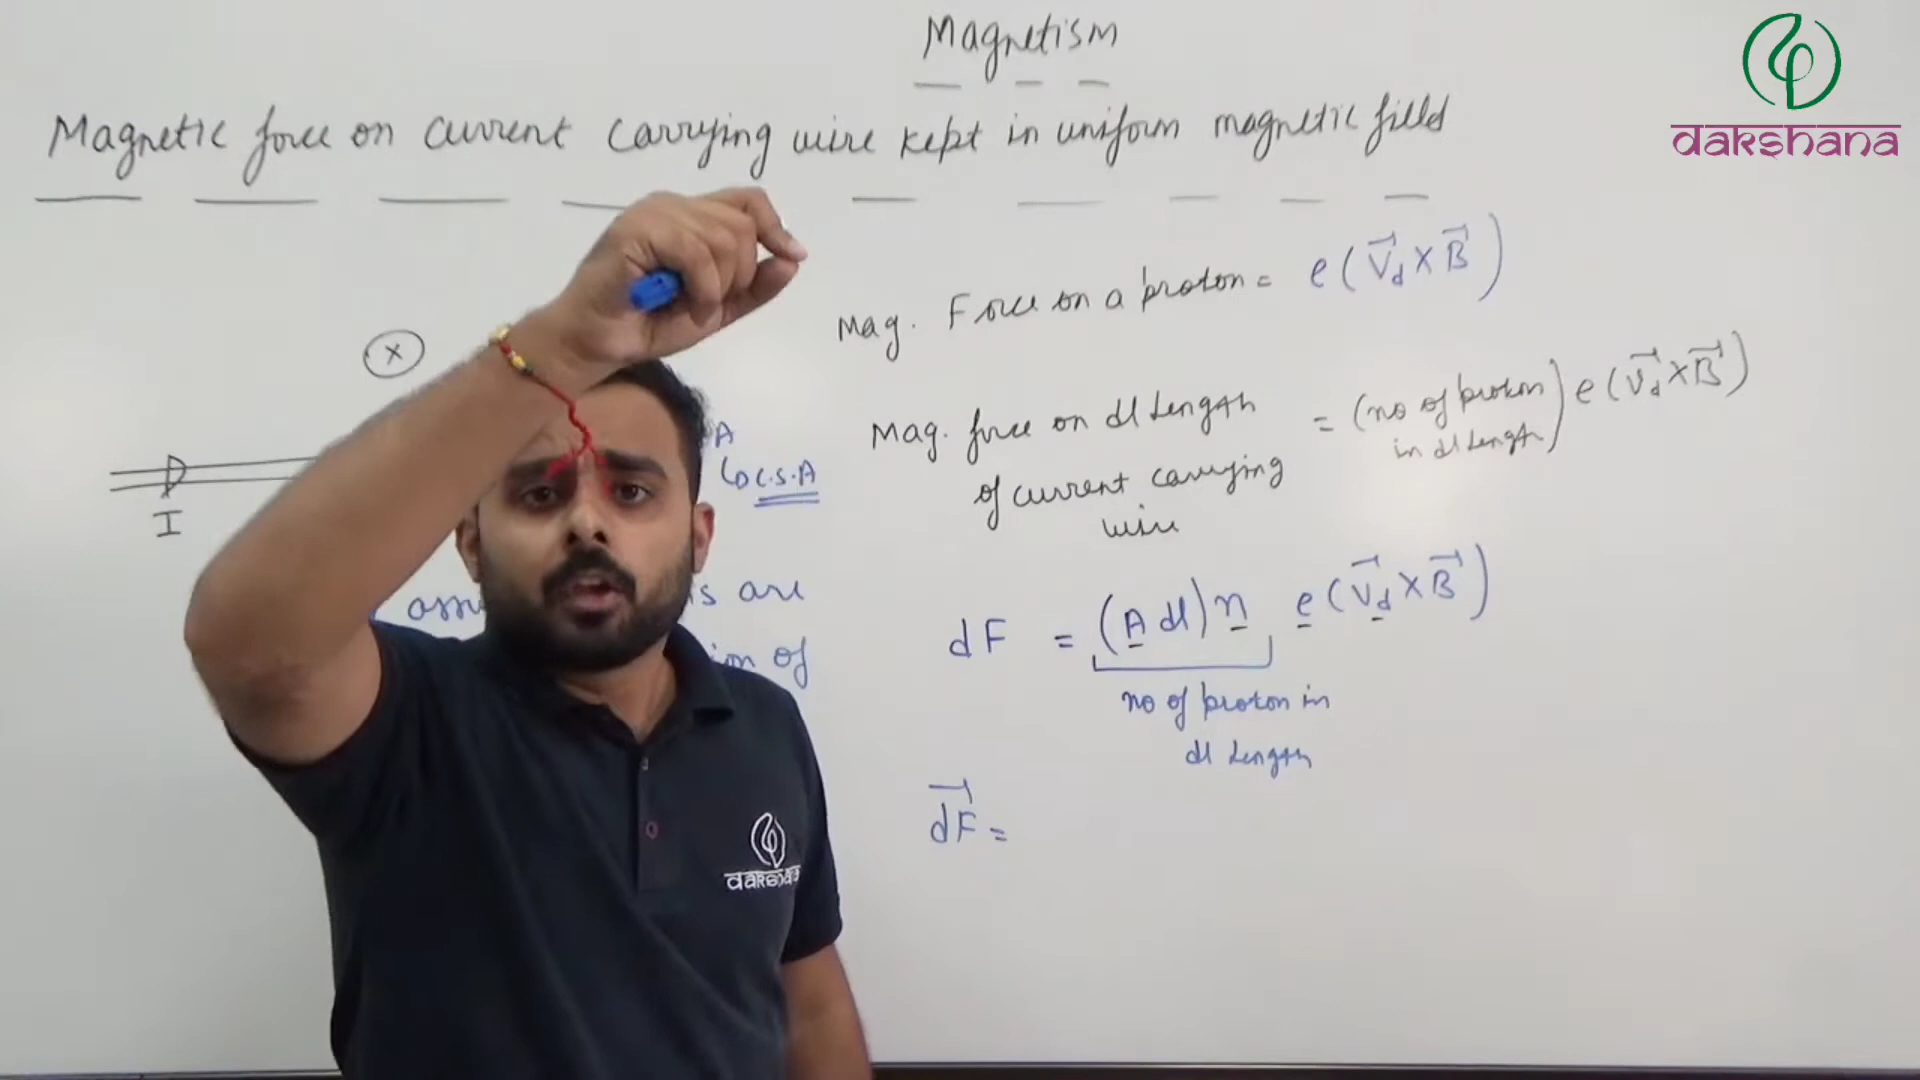 Magnetism
dakshana
Magnetic force on current carrying wire kept in uniform magnetic field
Mag. Force on a proton = e(V⃗d × B⃗)
X
A
C.S.A
I
Mag. force on dl Length = (no of proton in dl Length) e(V⃗d × B⃗)
of current carrying
wire
are
of
dF = (A dl) n e(V⃗d × B⃗)
no of proton in
dl Length
d⃗F =
dakshana